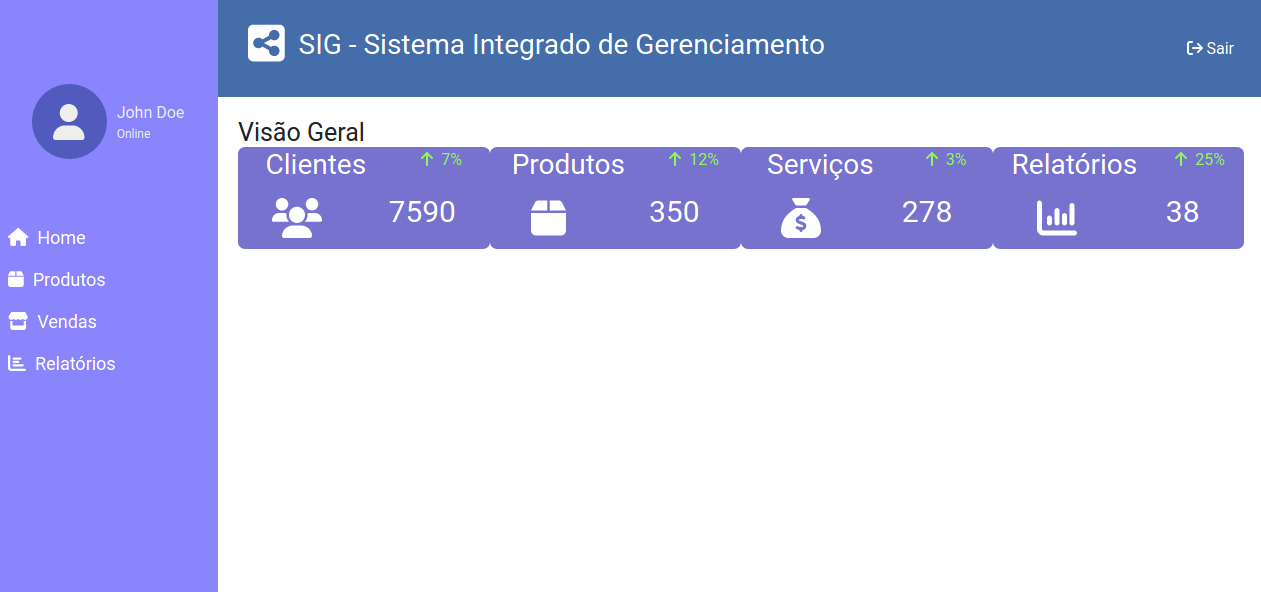 SIG - Sistema Integrado de Gerenciamento
Sair
John Doe
Online
Home
Produtos
Vendas
Relatórios
Visão Geral
Clientes 7%
7590
Produtos 12%
350
Serviços 3%
$ 278
Relatórios 25%
38